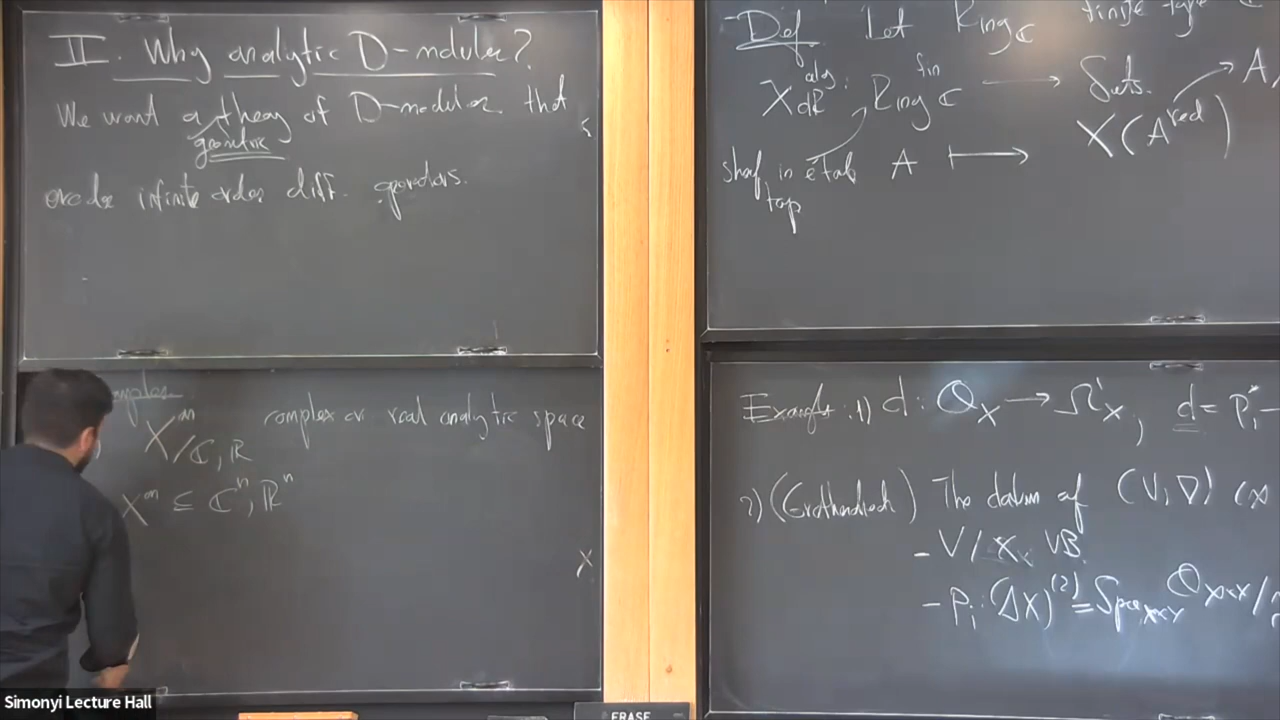 II. Why analytic D-modules?
We want a theory of D-modules that
geometric
encode infinite order diff. operators.
Examples
X^an /C, R complex or real analytic space
X^an ⊆ C^n, R^n
X
Def Let Ring_C finite type C
X_dR^alg : Ring_C^fin → Sets
A ↦ X(A^red) → A
sheaf in étale
top
Example: 1) d : O_X → Ω^1_X, d = p_1^* -
2) (Grothendieck) The datum of (V, ∇)
- V / X VB
- p_i : (ΔX)^(2) = Spec_{X×X} O_{X×X} /
ERASE
Simonyi Lecture Hall